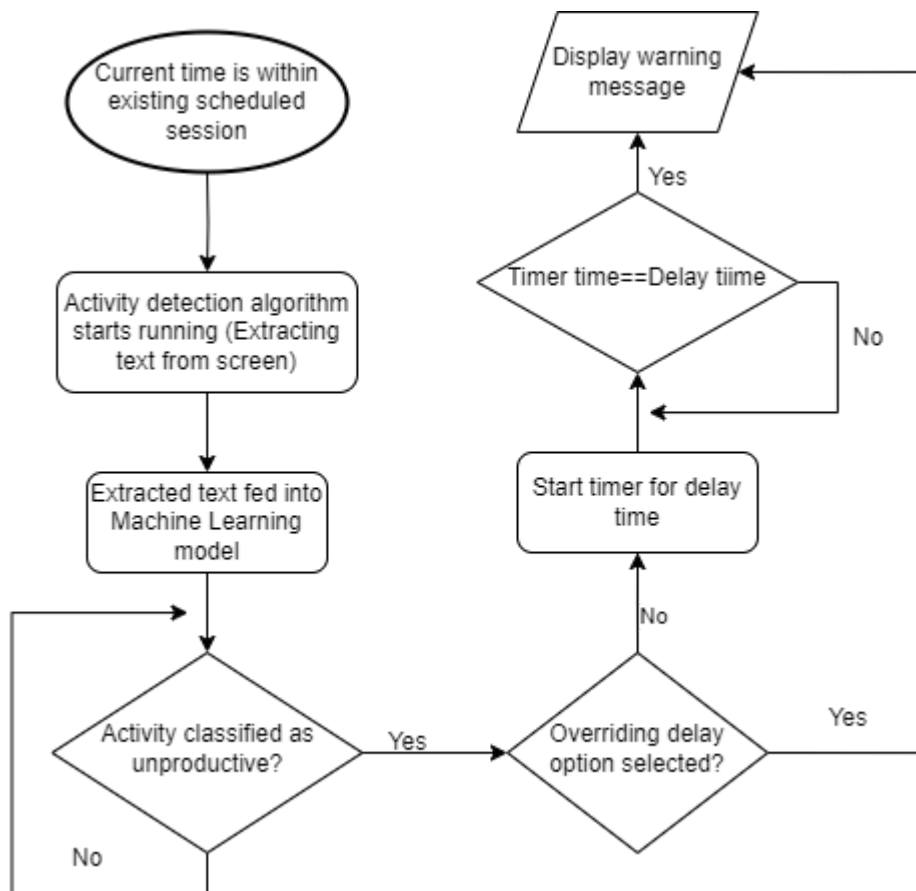 Current time is within
existing scheduled
session
Activity detection algorithm
starts running (Extracting
text from screen)
Extracted text fed into
Machine Learning
model
Activity classified as
unproductive?
No
Yes
Overriding delay
option selected?
Yes
No
Start timer for delay
time
Timer time==Delay tiime
No
Yes
Display warning
message